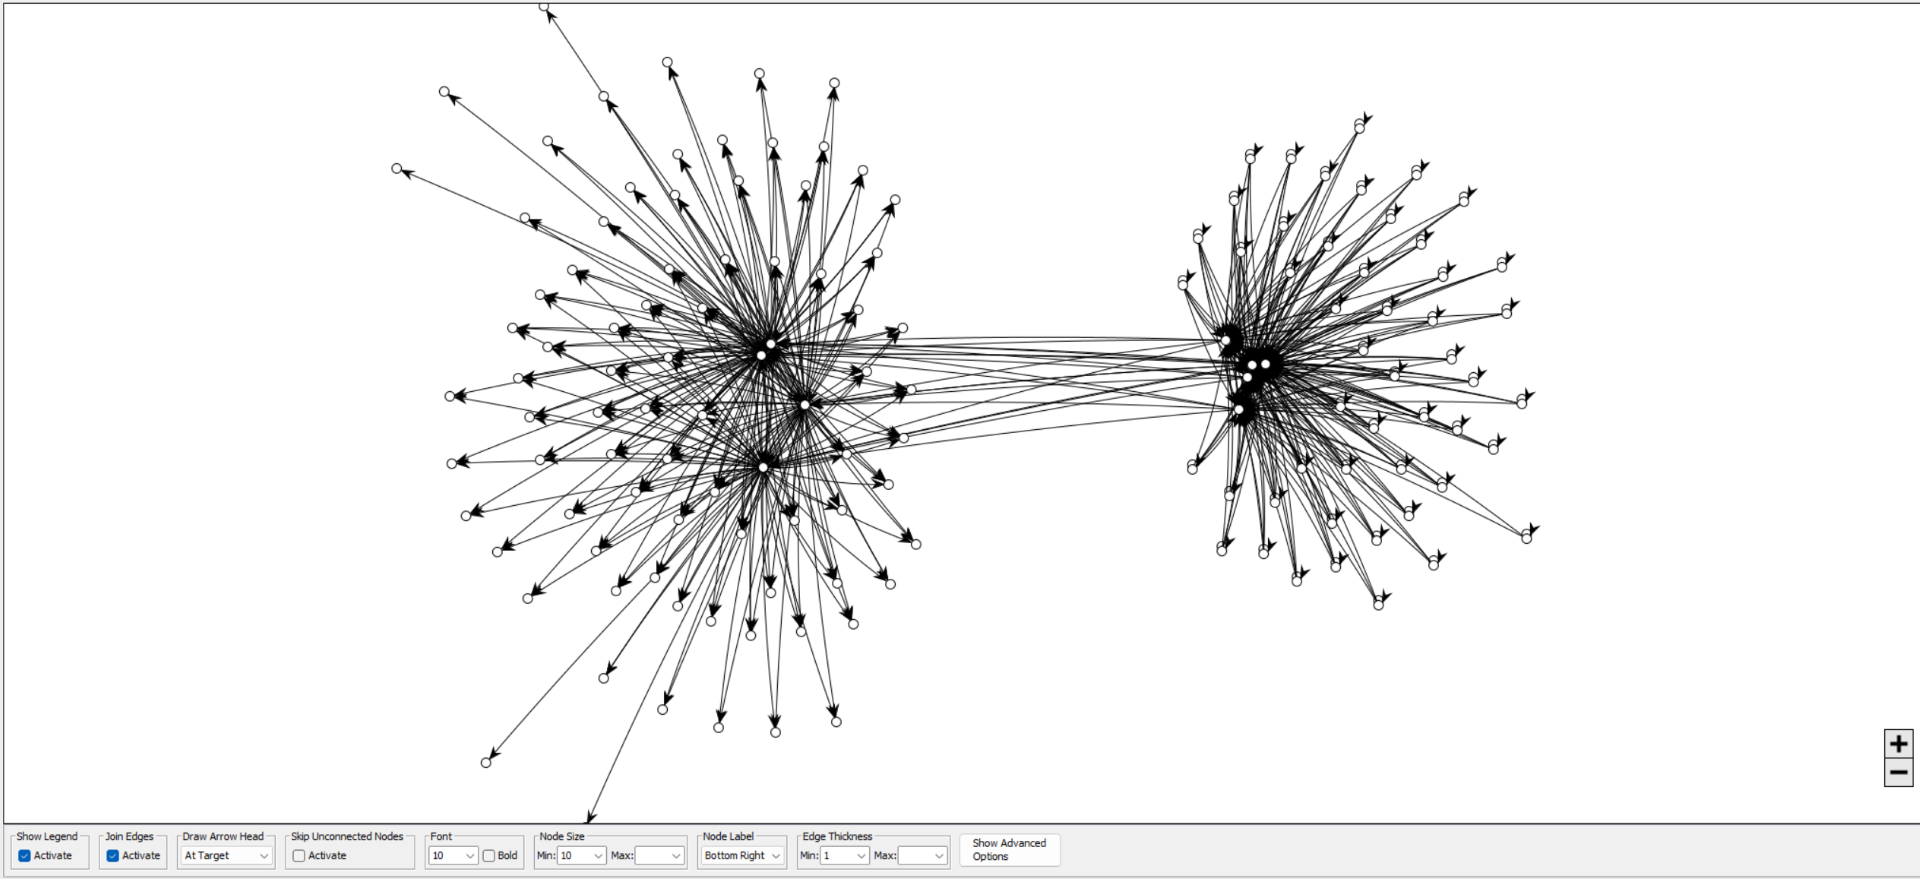 +
−
Show Legend
Activate
Join Edges
Activate
Draw Arrow Head
At Target
Skip Unconnected Nodes
Activate
Font
10
Bold
Node Size
Min: 10
Max:
Node Label
Bottom Right
Edge Thickness
Min: 1
Max:
Show Advanced
Options